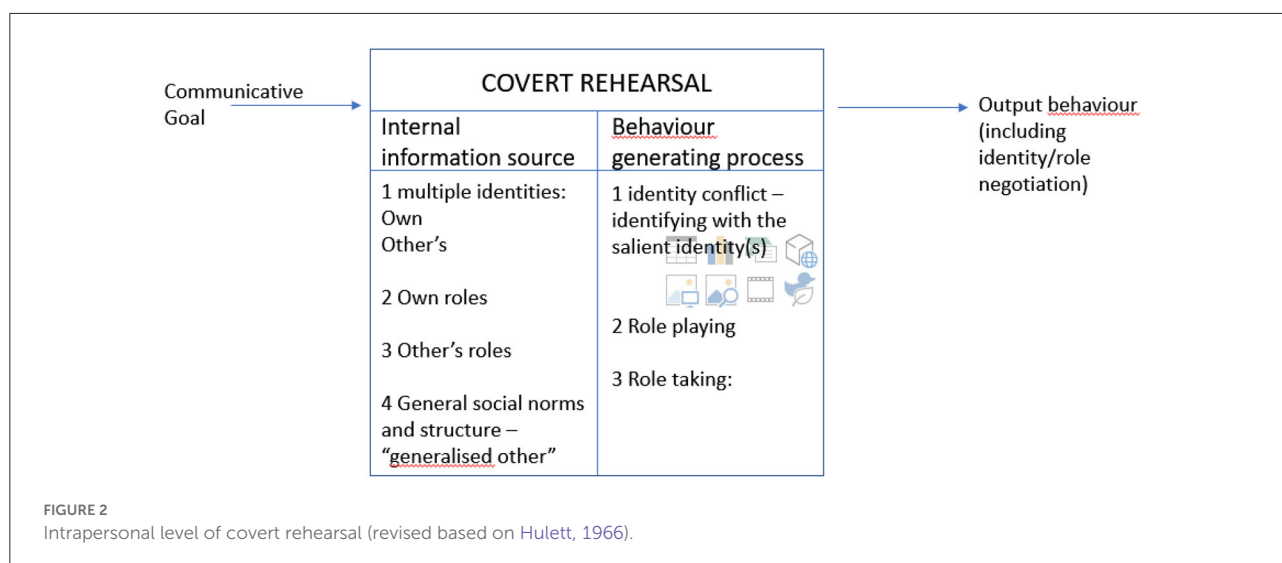 Communicative
Goal
COVERT REHEARSAL
Internal
information source
Behaviour
generating process
1 multiple identities:
Own
Other's
2 Own roles
3 Other's roles
4 General social norms
and structure –
“generalised other”
1 identity conflict –
identifying with the
salient identity(s)
2 Role playing
3 Role taking:
Output behaviour
(including
identity/role
negotiation)
FIGURE 2
Intrapersonal level of covert rehearsal (revised based on Hulett, 1966).